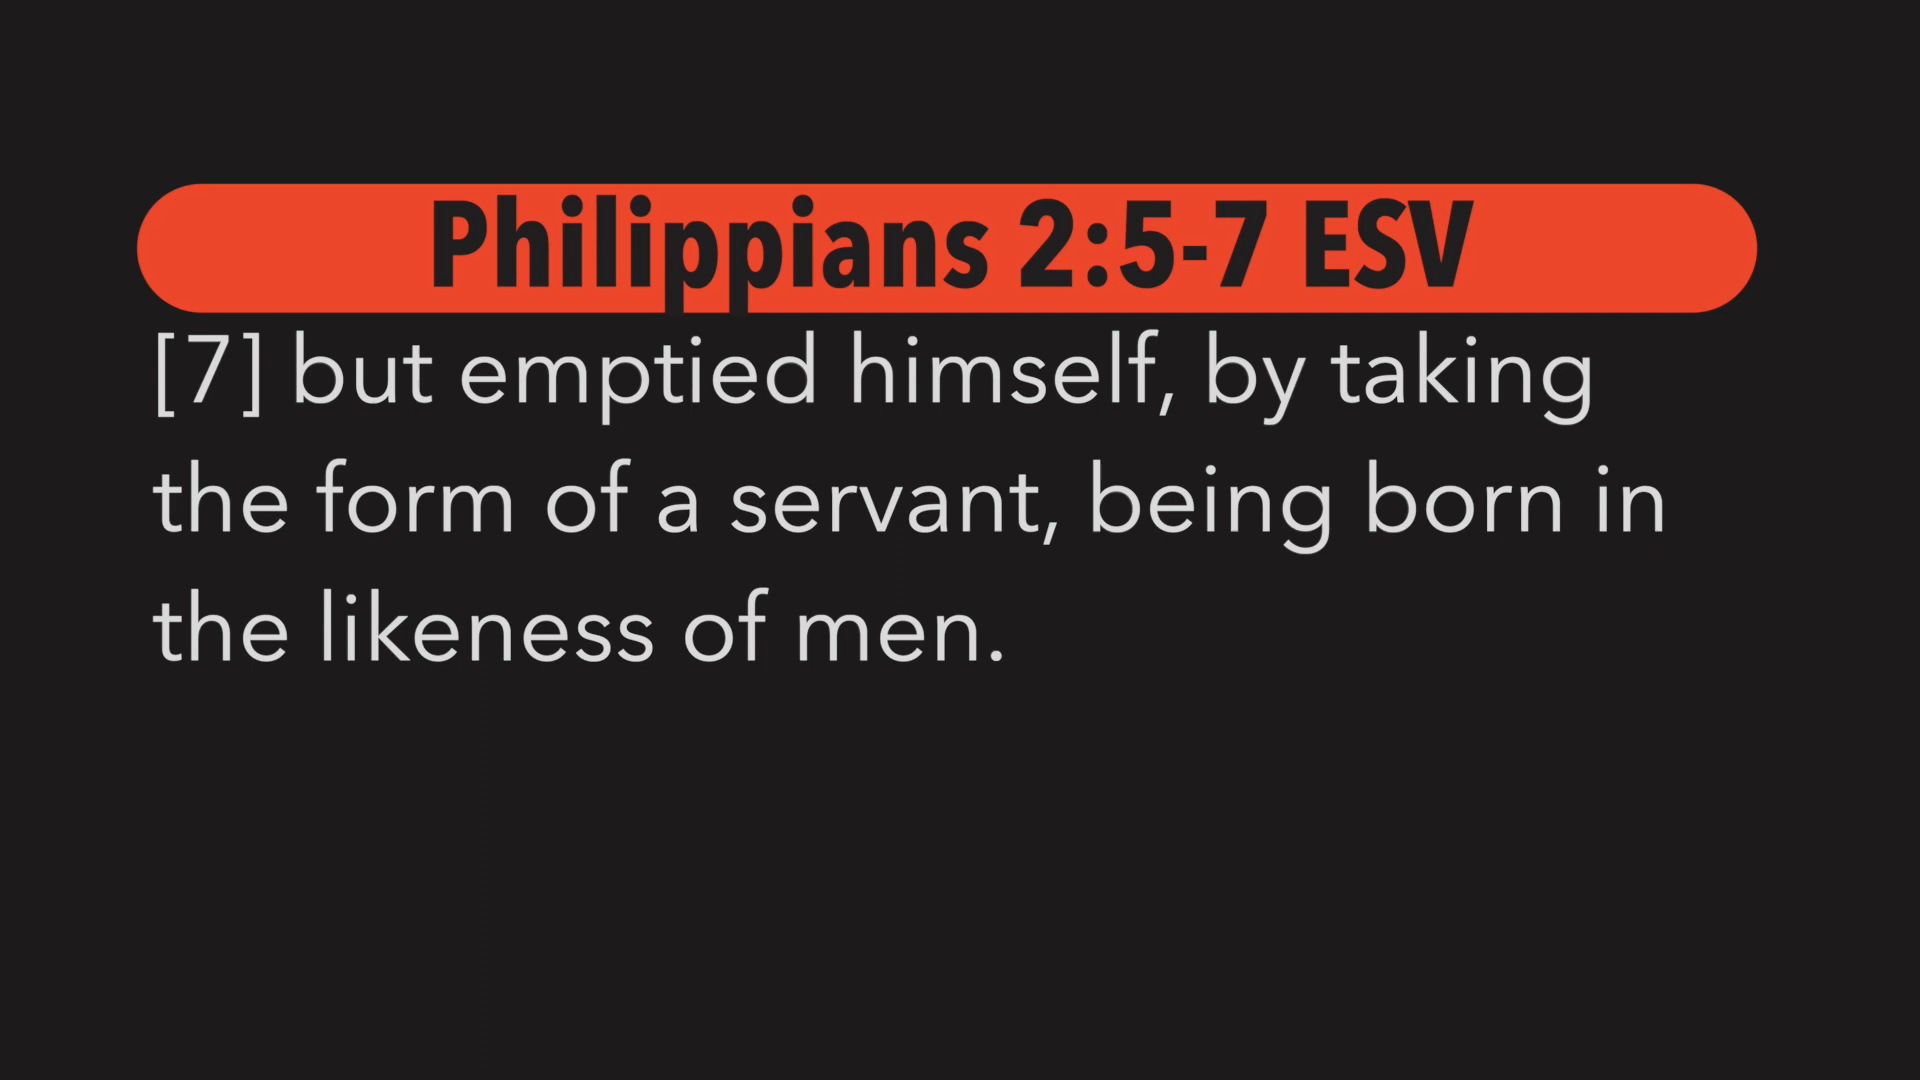 Philippians 2:5-7 ESV
[7] but emptied himself, by taking
the form of a servant, being born in
the likeness of men.